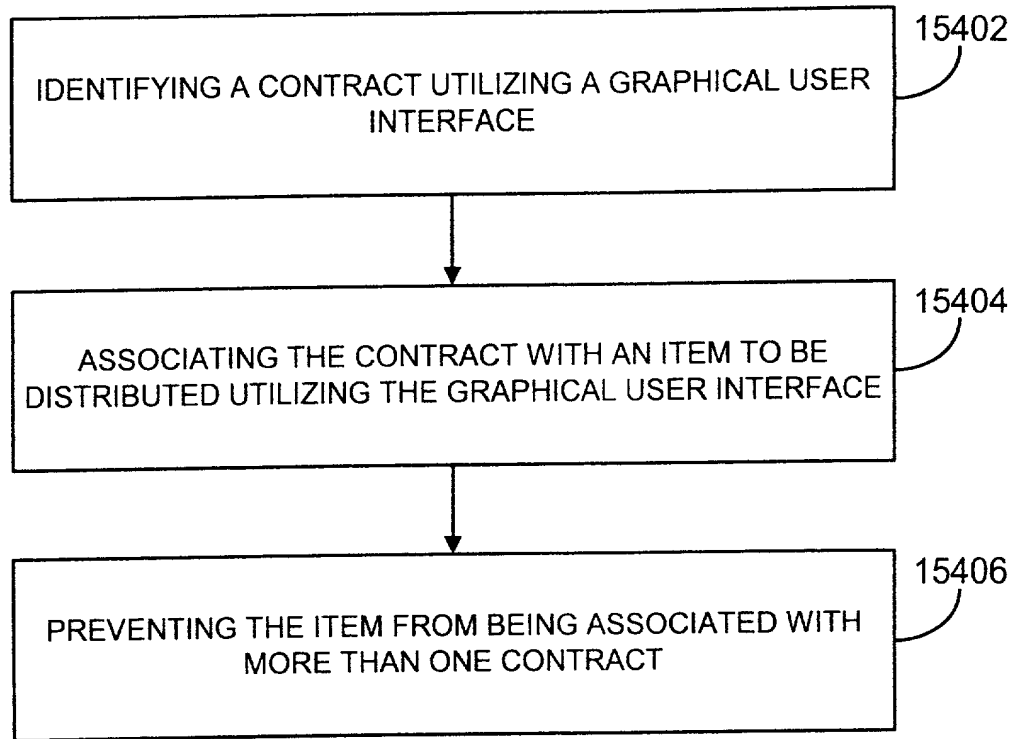 15402
IDENTIFYING A CONTRACT UTILIZING A GRAPHICAL USER
INTERFACE
15404
ASSOCIATING THE CONTRACT WITH AN ITEM TO BE
DISTRIBUTED UTILIZING THE GRAPHICAL USER INTERFACE
15406
PREVENTING THE ITEM FROM BEING ASSOCIATED WITH
MORE THAN ONE CONTRACT